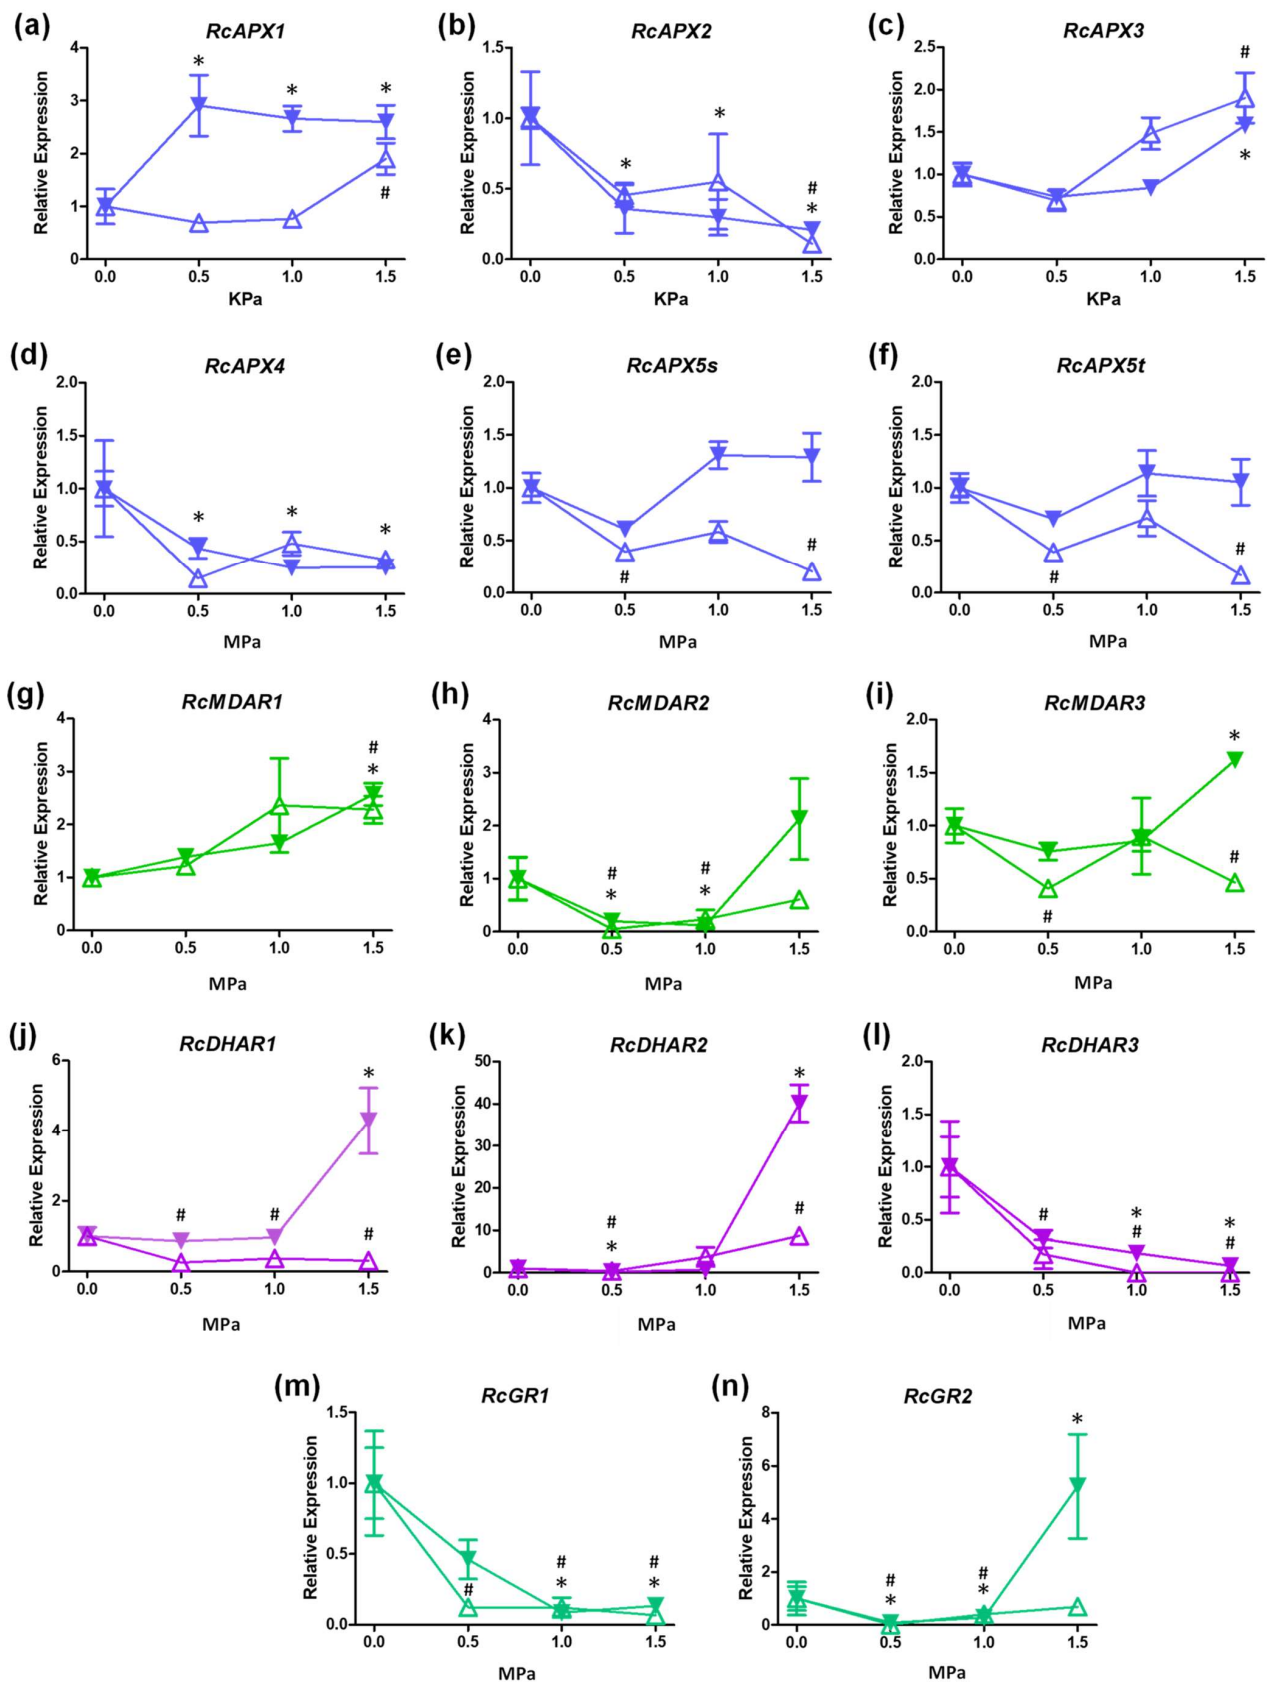 (a) RcAPX1
Relative Expression
4
3
2
1
0
* * * #
0.0 0.5 1.0 1.5
KPa
(b) RcAPX2
Relative Expression
1.5
1.0
0.5
0.0
* * # *
0.0 0.5 1.0 1.5
KPa
(c) RcAPX3
Relative Expression
2.5
2.0
1.5
1.0
0.5
0.0
# *
0.0 0.5 1.0 1.5
KPa
(d) RcAPX4
Relative Expression
2.0
1.5
1.0
0.5
0.0
* * *
0.0 0.5 1.0 1.5
MPa
(e) RcAPX5s
Relative Expression
2.0
1.5
1.0
0.5
0.0
# #
0.0 0.5 1.0 1.5
MPa
(f) RcAPX5t
Relative Expression
2.0
1.5
1.0
0.5
0.0
# #
0.0 0.5 1.0 1.5
MPa
(g) RcMDAR1
Relative Expression
4
3
2
1
0
# *
0.0 0.5 1.0 1.5
MPa
(h) RcMDAR2
Relative Expression
4
3
2
1
0
# * # *
0.0 0.5 1.0 1.5
MPa
(i) RcMDAR3
Relative Expression
2.0
1.5
1.0
0.5
0.0
# * #
0.0 0.5 1.0 1.5
MPa
(j) RcDHAR1
Relative Expression
6
4
2
0
# # * #
0.0 0.5 1.0 1.5
MPa
(k) RcDHAR2
Relative Expression
50
40
30
20
10
0
# * * #
0.0 0.5 1.0 1.5
MPa
(l) RcDHAR3
Relative Expression
2.0
1.5
1.0
0.5
0.0
# * # * #
0.0 0.5 1.0 1.5
MPa
(m) RcGR1
Relative Expression
1.5
1.0
0.5
0.0
# # * # *
0.0 0.5 1.0 1.5
MPa
(n) RcGR2
Relative Expression
8
6
4
2
0
# * # * *
0.0 0.5 1.0 1.5
MPa